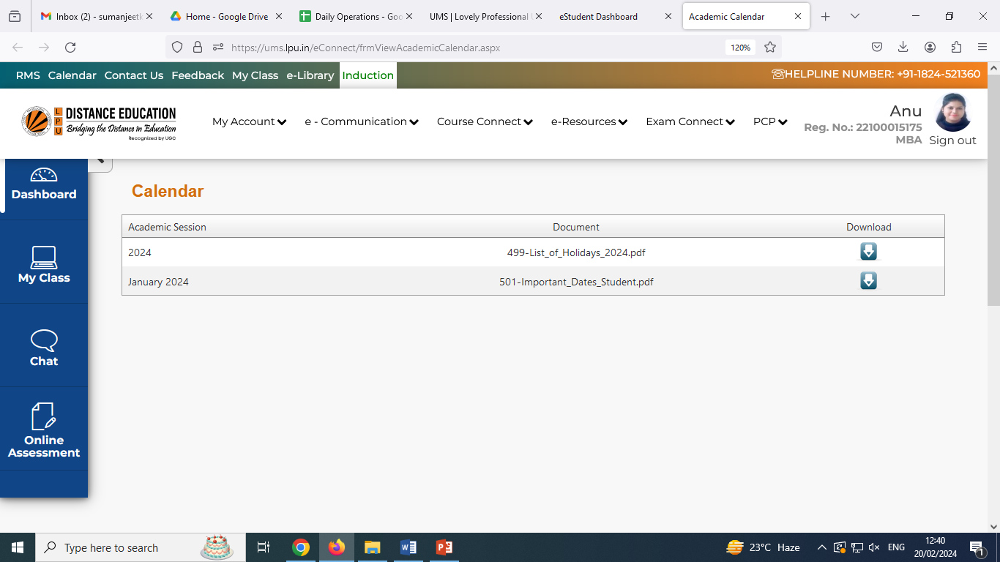 Inbox (2) - sumanjeetk
Home - Google Drive
Daily Operations - Goo
UMS | Lovely Professional U
eStudent Dashboard
Academic Calendar
https://ums.lpu.in/eConnect/frmViewAcademicCalendar.aspx
120%
RMS Calendar Contact Us Feedback My Class e-Library Induction
HELPLINE NUMBER: +91-1824-521360
LPU
DISTANCE EDUCATION
Bridging the Distance in Education
Recognized by UGC
My Account
e - Communication
Course Connect
e-Resources
Exam Connect
PCP
Anu
Reg. No.: 22100015175
MBA
Sign out
Dashboard
My Class
Chat
Online
Assessment
Calendar
Academic Session Document Download
2024 499-List_of_Holidays_2024.pdf
January 2024 501-Important_Dates_Student.pdf
Type here to search
23°C Haze
ENG
12:40
20/02/2024
1